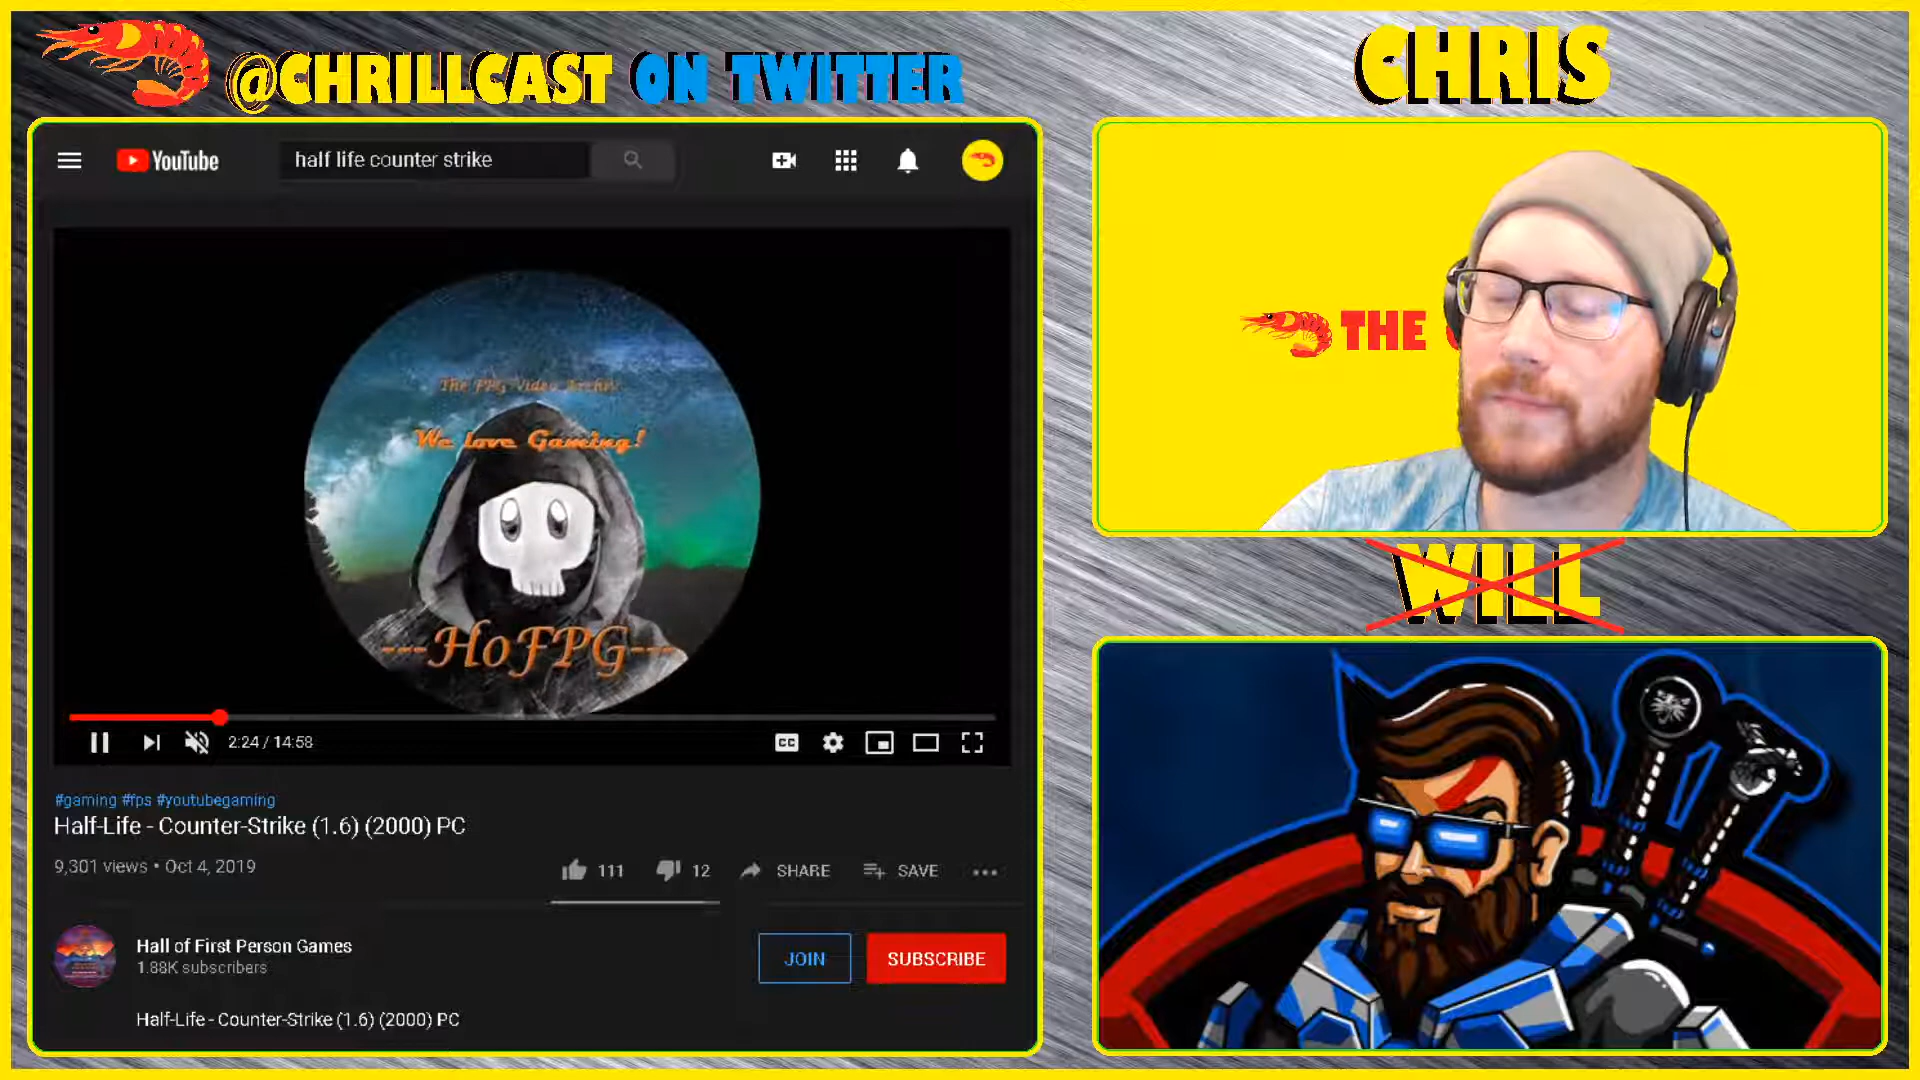 @CHRILLCAST ON TWITTER
CHRIS
YouTube
half life counter strike
THE
The FPG Video Archiv
We love Gaming!
---HoFPG---
WILL
2:24 / 14:58
CC
#gaming #fps #youtubegaming
Half-Life - Counter-Strike (1.6) (2000) PC
9,301 views • Oct 4, 2019
111
12
SHARE
SAVE
Hall of First Person Games
1.88K subscribers
JOIN
SUBSCRIBE
Half-Life - Counter-Strike (1.6) (2000) PC